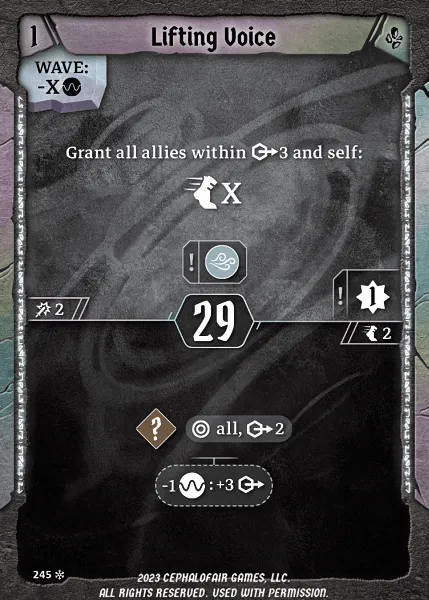 1
Lifting Voice
WAVE:
-X
Grant all allies within 3 and self:
X
!
! 1
2
29
2
?
all, 2
-1 : +3
245
2023 CEPHALOFAIR GAMES, LLC.
ALL RIGHTS RESERVED. USED WITH PERMISSION.